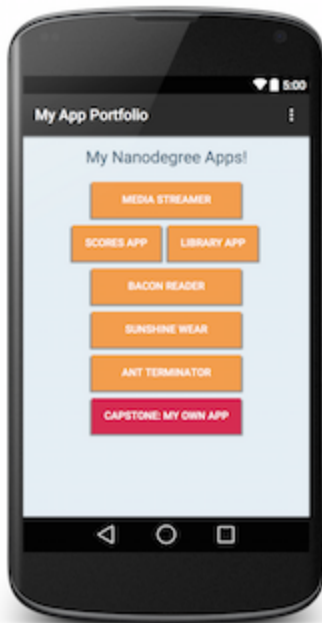 5:00
My App Portfolio
My Nanodegree Apps!
MEDIA STREAMER
SCORES APP LIBRARY APP
BACON READER
SUNSHINE WEAR
ANT TERMINATOR
CAPSTONE: MY OWN APP